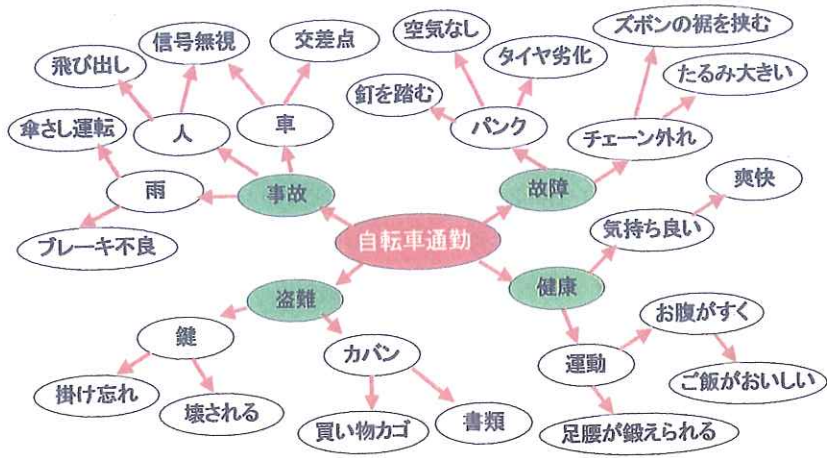 ズボンの裾を挟む
空気なし
信号無視
交差点
タイヤ劣化
飛び出し
たるみ大きい
釘を踏む
パンク
傘さし運転
人
車
チェーン外れ
雨
事故
故障
爽快
気持ち良い
自転車通勤
ブレーキ不良
盗難
健康
お腹がすく
鍵
カバン
運動
ご飯がおいしい
掛け忘れ
壊される
買い物カゴ
書類
足腰が鍛えられる